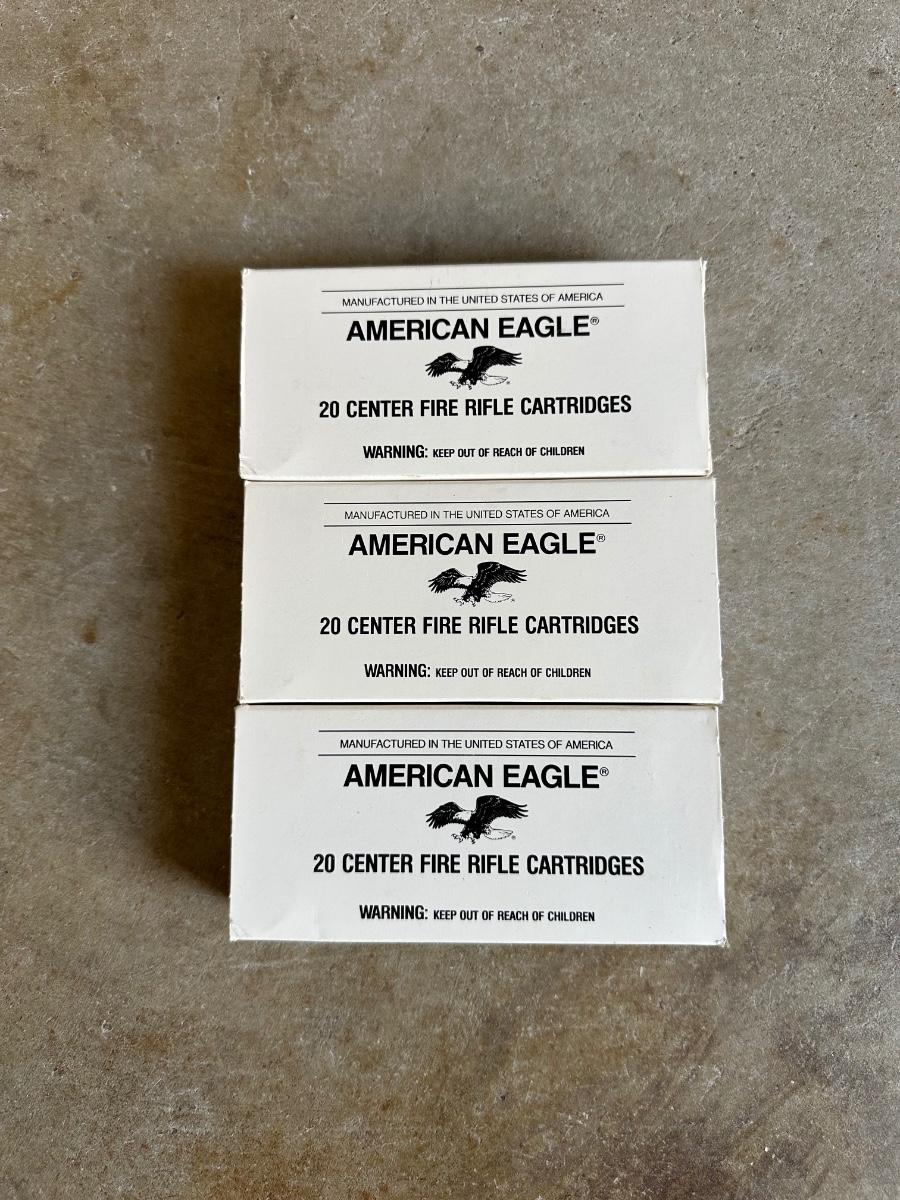 MANUFACTURED IN THE UNITED STATES OF AMERICA
AMERICAN EAGLE®
20 CENTER FIRE RIFLE CARTRIDGES
WARNING: KEEP OUT OF REACH OF CHILDREN
MANUFACTURED IN THE UNITED STATES OF AMERICA
AMERICAN EAGLE®
20 CENTER FIRE RIFLE CARTRIDGES
WARNING: KEEP OUT OF REACH OF CHILDREN
MANUFACTURED IN THE UNITED STATES OF AMERICA
AMERICAN EAGLE®
20 CENTER FIRE RIFLE CARTRIDGES
WARNING: KEEP OUT OF REACH OF CHILDREN